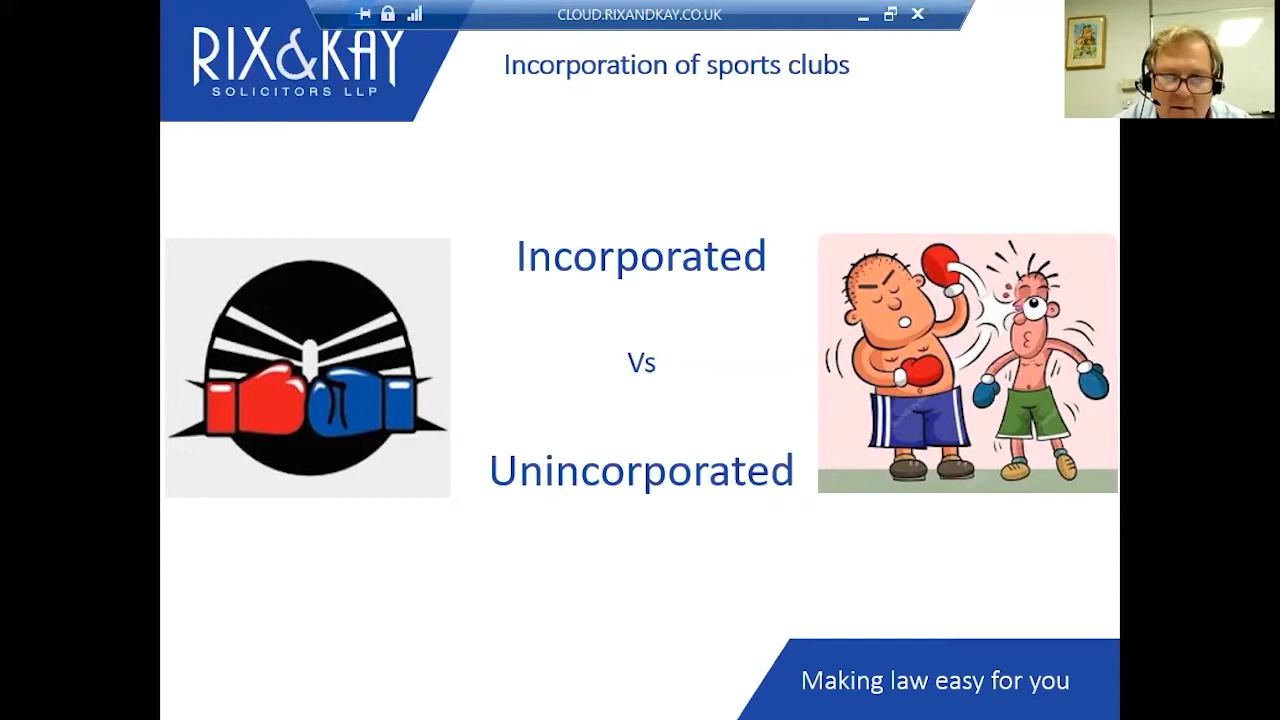 CLOUD.RIXANDKAY.CO.UK
RIX&KAY
SOLICITORS LLP
Incorporation of sports clubs
Incorporated
Vs
Unincorporated
Making law easy for you